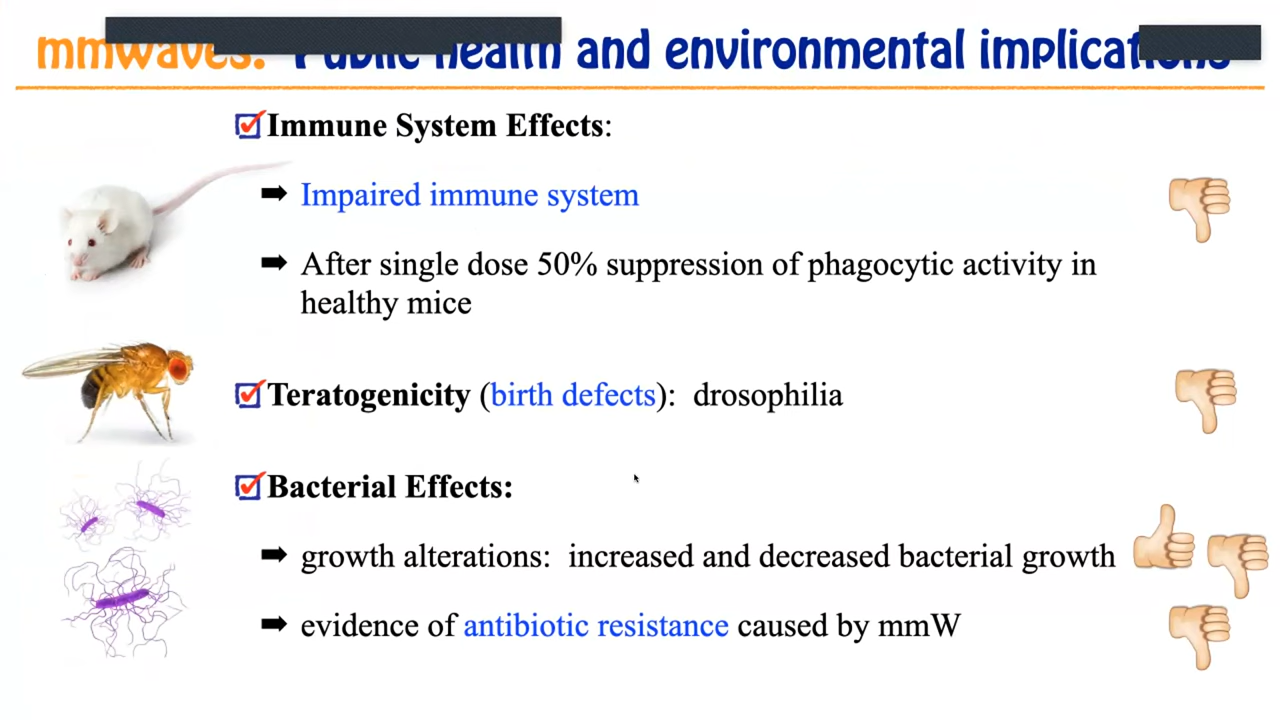 mmwaves: Public health and environmental implications
Immune System Effects:
Impaired immune system
After single dose 50% suppression of phagocytic activity in
healthy mice
Teratogenicity (birth defects): drosophilia
Bacterial Effects:
growth alterations: increased and decreased bacterial growth
evidence of antibiotic resistance caused by mmW